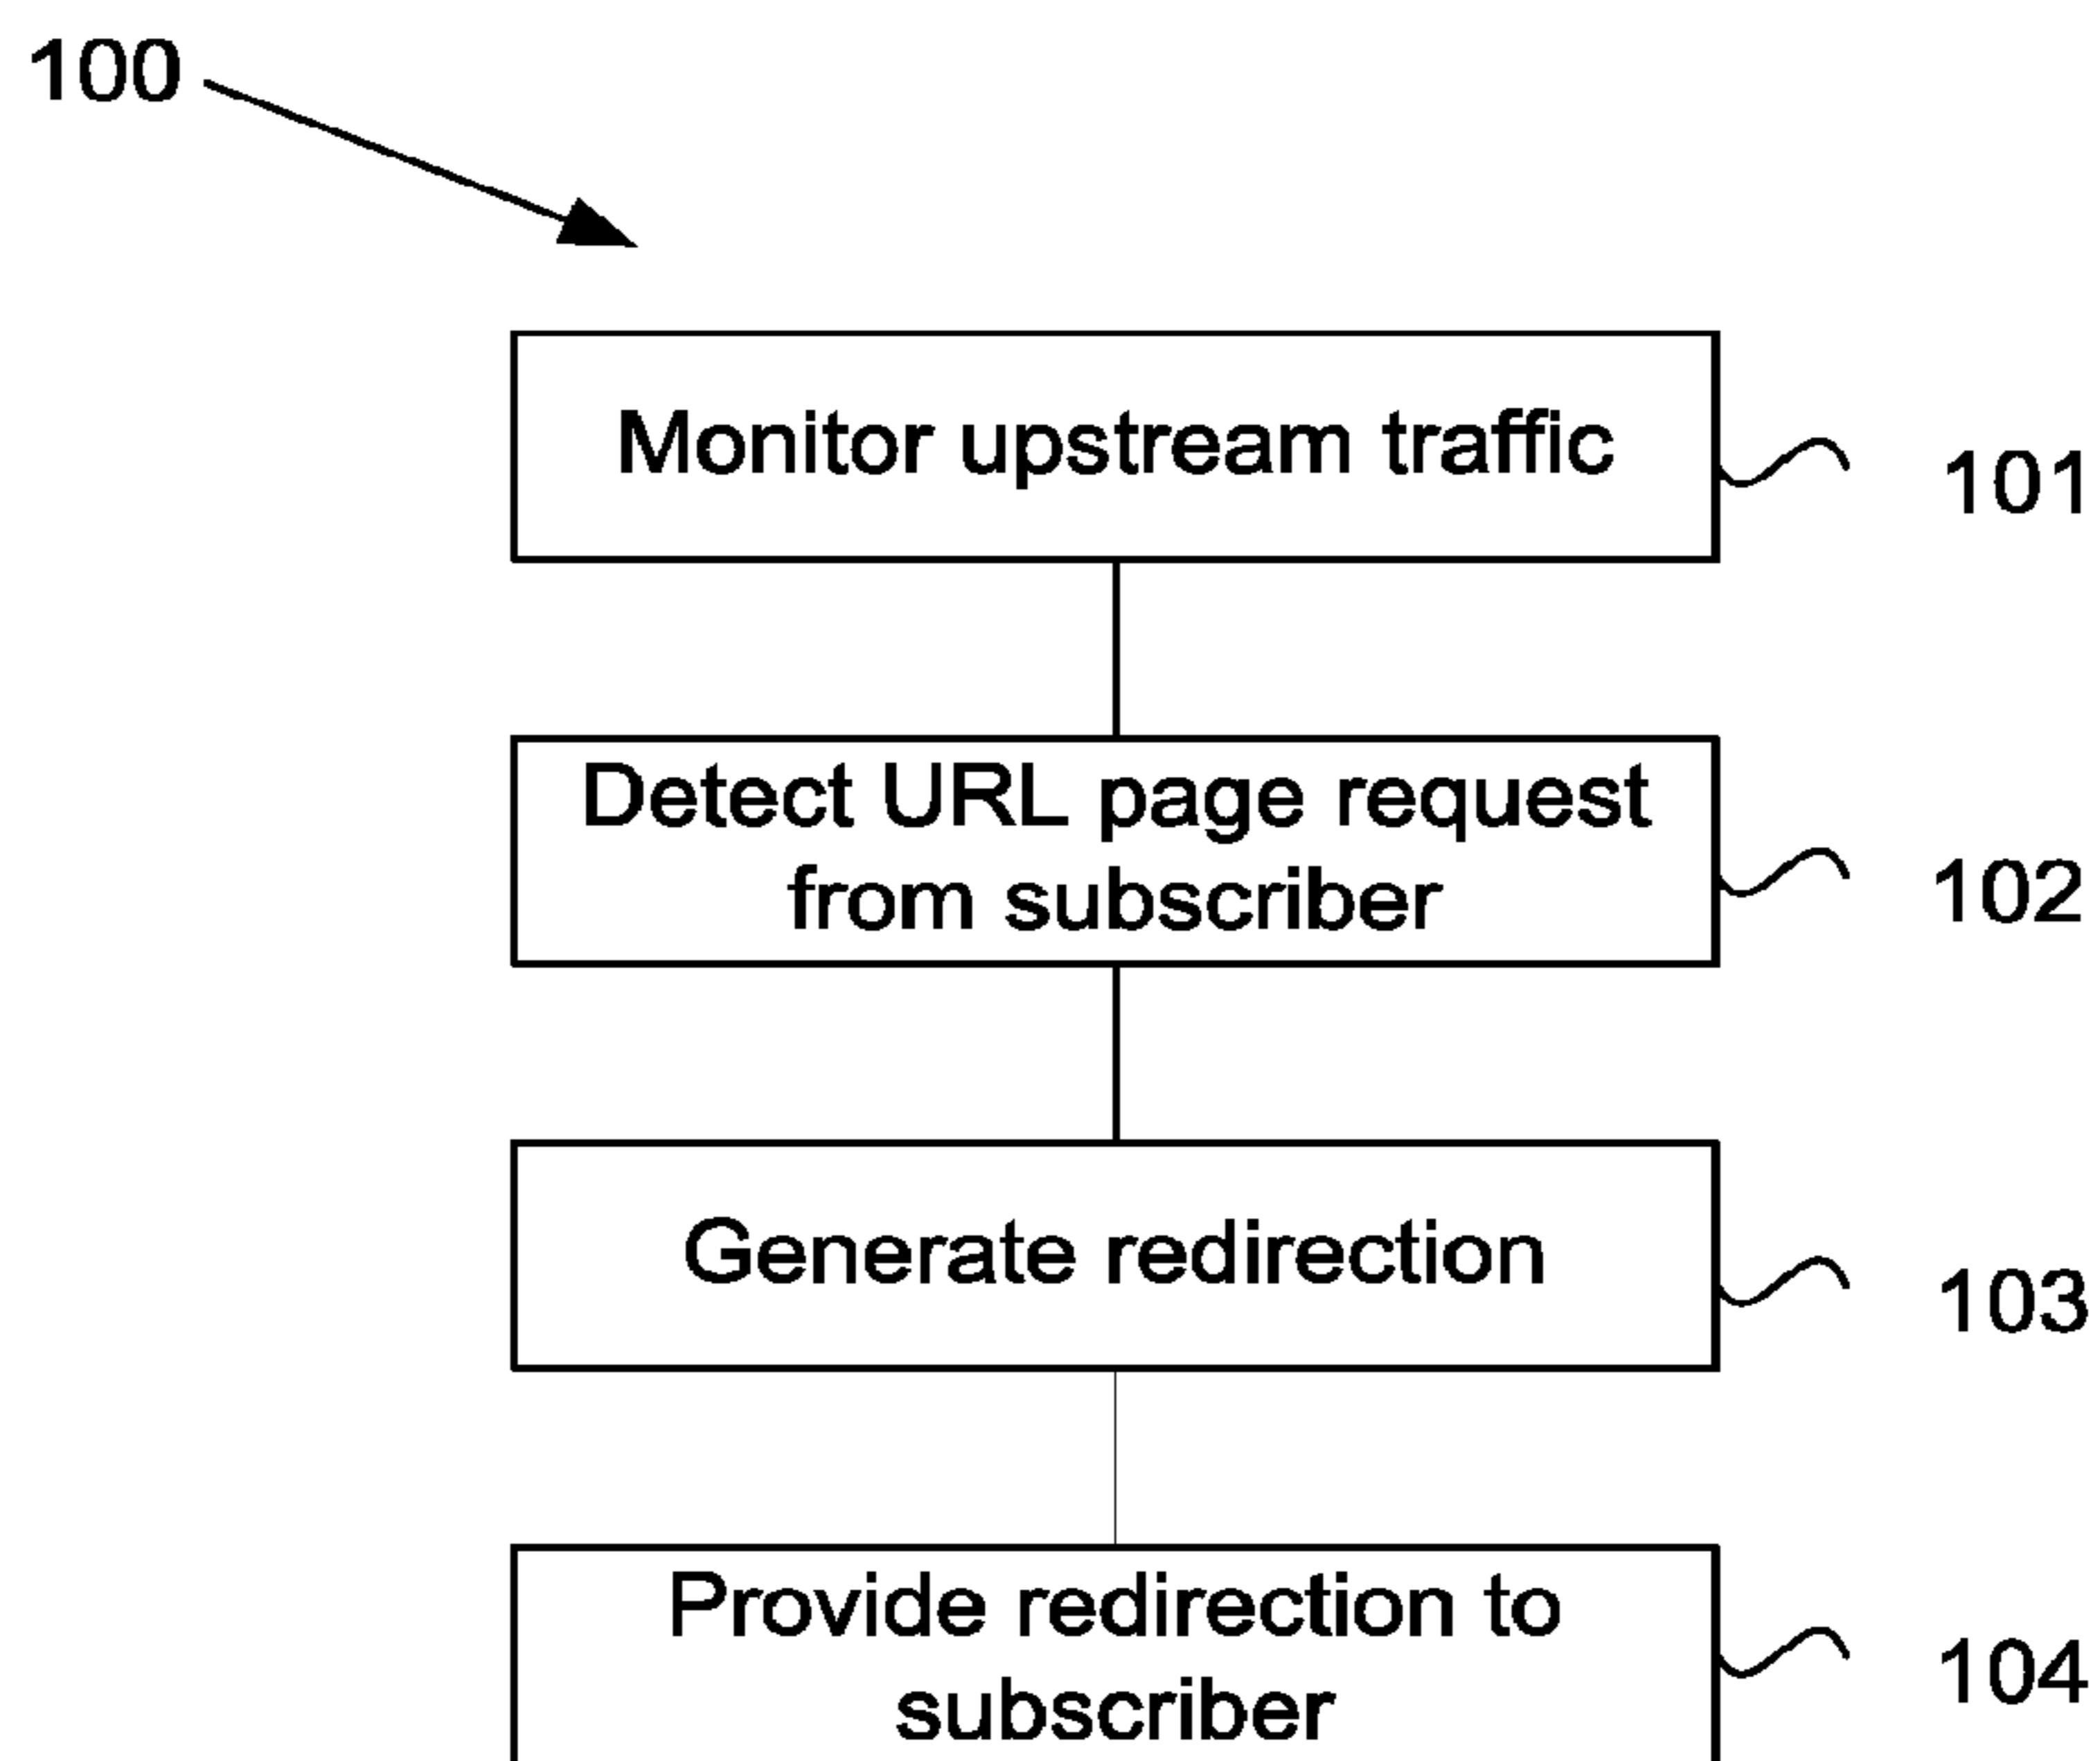 100
Monitor upstream traffic
101
Detect URL page request
from subscriber
102
Generate redirection
103
Provide redirection to
subscriber
104